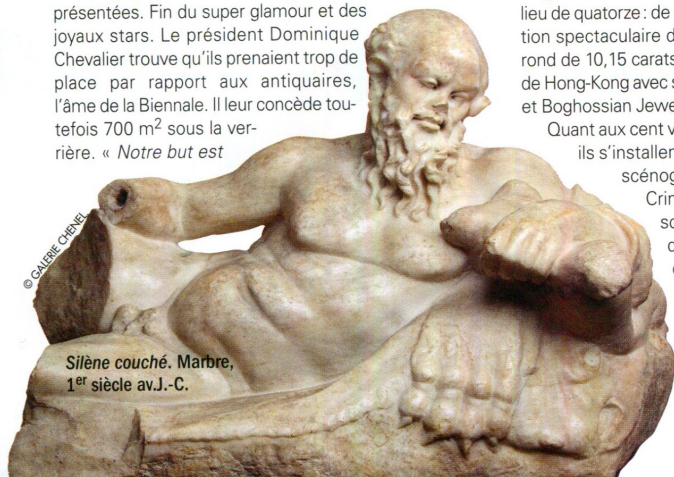 présentées. Fin du super glamour et des
joyaux stars. Le président Dominique
Chevalier trouve qu'ils prenaient trop de
place par rapport aux antiquaires,
l'âme de la Biennale. Il leur concède tou-
tefois 700 m² sous la ver-
rière. « Notre but est
© GALERIE CHENEL
Silène couché. Marbre,
1er siècle av.J.-C.
lieu de quatorze : de
tion spectaculaire d
rond de 10,15 carats
de Hong-Kong avec s
et Boghossian Jewe
Quant aux cent v
ils s'installen
scénog
Crin